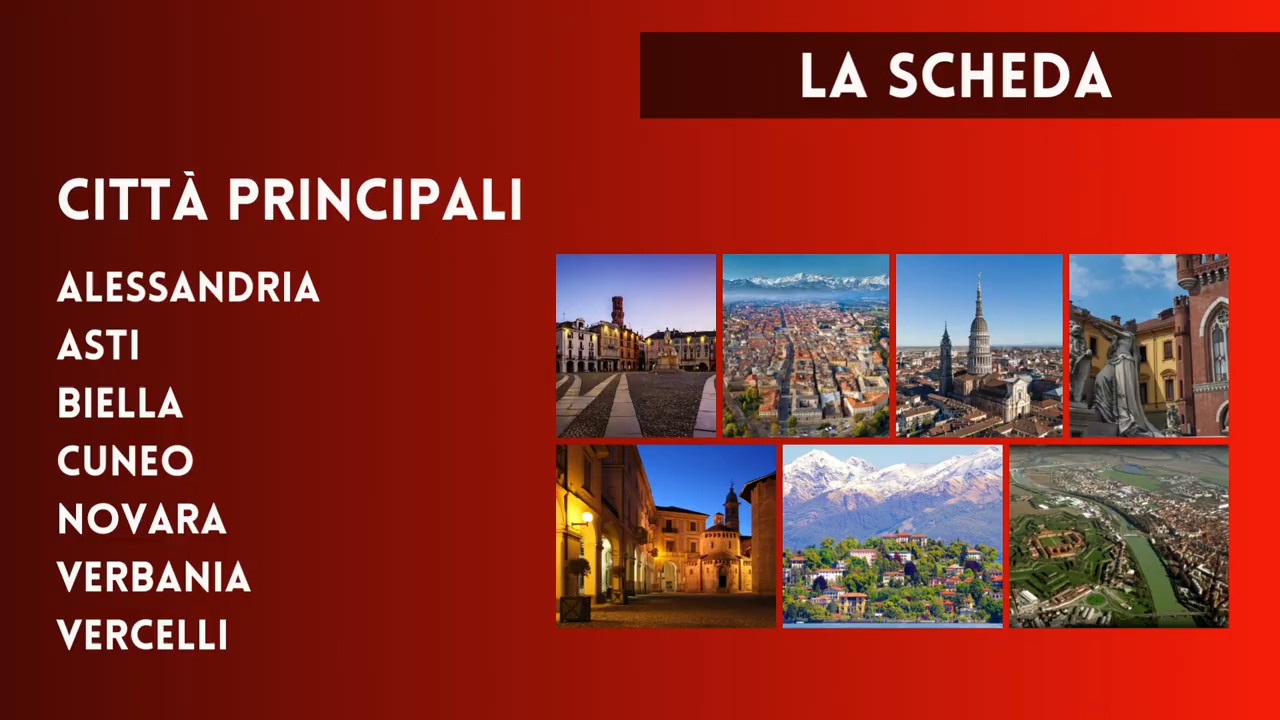 LA SCHEDA
CITTÀ PRINCIPALI
ALESSANDRIA
ASTI
BIELLA
CUNEO
NOVARA
VERBANIA
VERCELLI